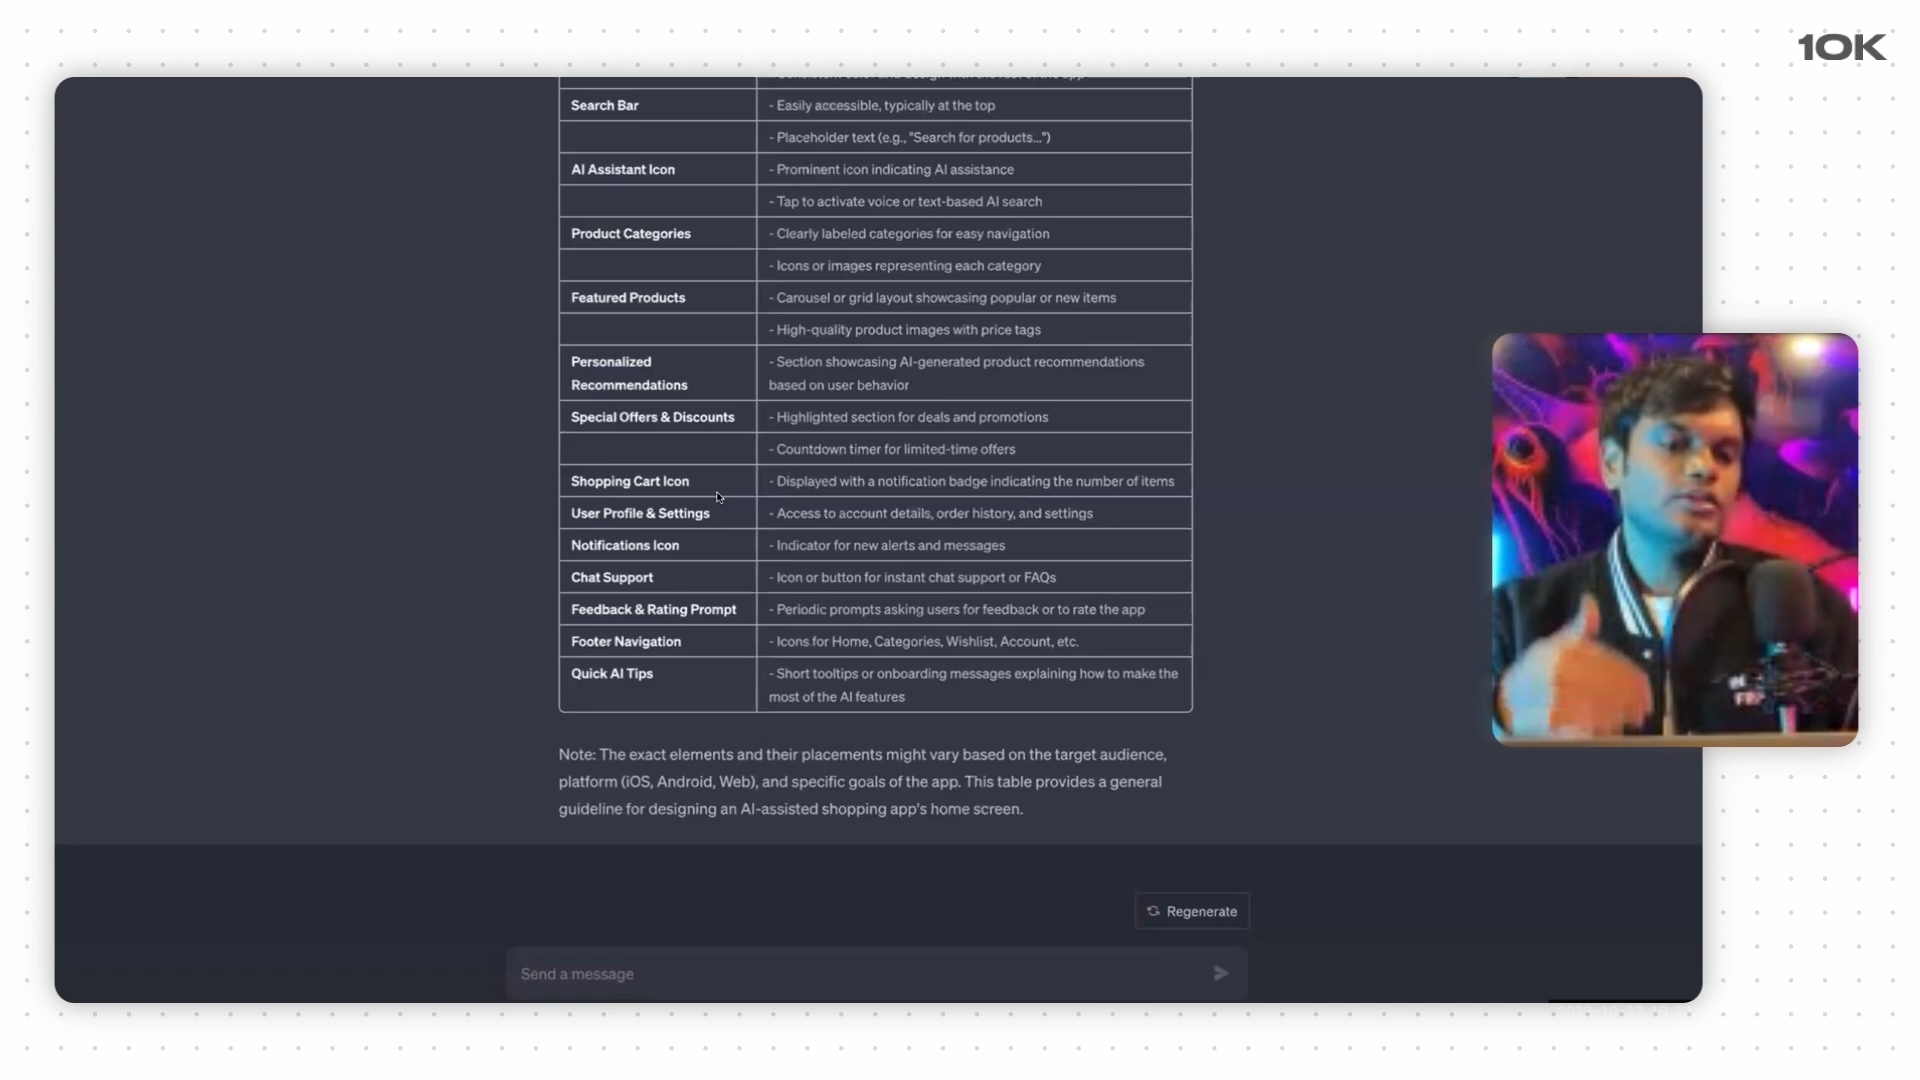 10K
Search Bar
- Easily accessible, typically at the top
- Placeholder text (e.g., "Search for products...")
AI Assistant Icon
- Prominent icon indicating AI assistance
- Tap to activate voice or text-based AI search
Product Categories
- Clearly labeled categories for easy navigation
- Icons or images representing each category
Featured Products
- Carousel or grid layout showcasing popular or new items
- High-quality product images with price tags
Personalized
Recommendations
- Section showcasing AI-generated product recommendations
based on user behavior
Special Offers & Discounts
- Highlighted section for deals and promotions
- Countdown timer for limited-time offers
Shopping Cart Icon
- Displayed with a notification badge indicating the number of items
User Profile & Settings
- Access to account details, order history, and settings
Notifications Icon
- Indicator for new alerts and messages
Chat Support
- Icon or button for instant chat support or FAQs
Feedback & Rating Prompt
- Periodic prompts asking users for feedback or to rate the app
Footer Navigation
- Icons for Home, Categories, Wishlist, Account, etc.
Quick AI Tips
- Short tooltips or onboarding messages explaining how to make the
most of the AI features
Note: The exact elements and their placements might vary based on the target audience,
platform (iOS, Android, Web), and specific goals of the app. This table provides a general
guideline for designing an AI-assisted shopping app's home screen.
Regenerate
Send a message